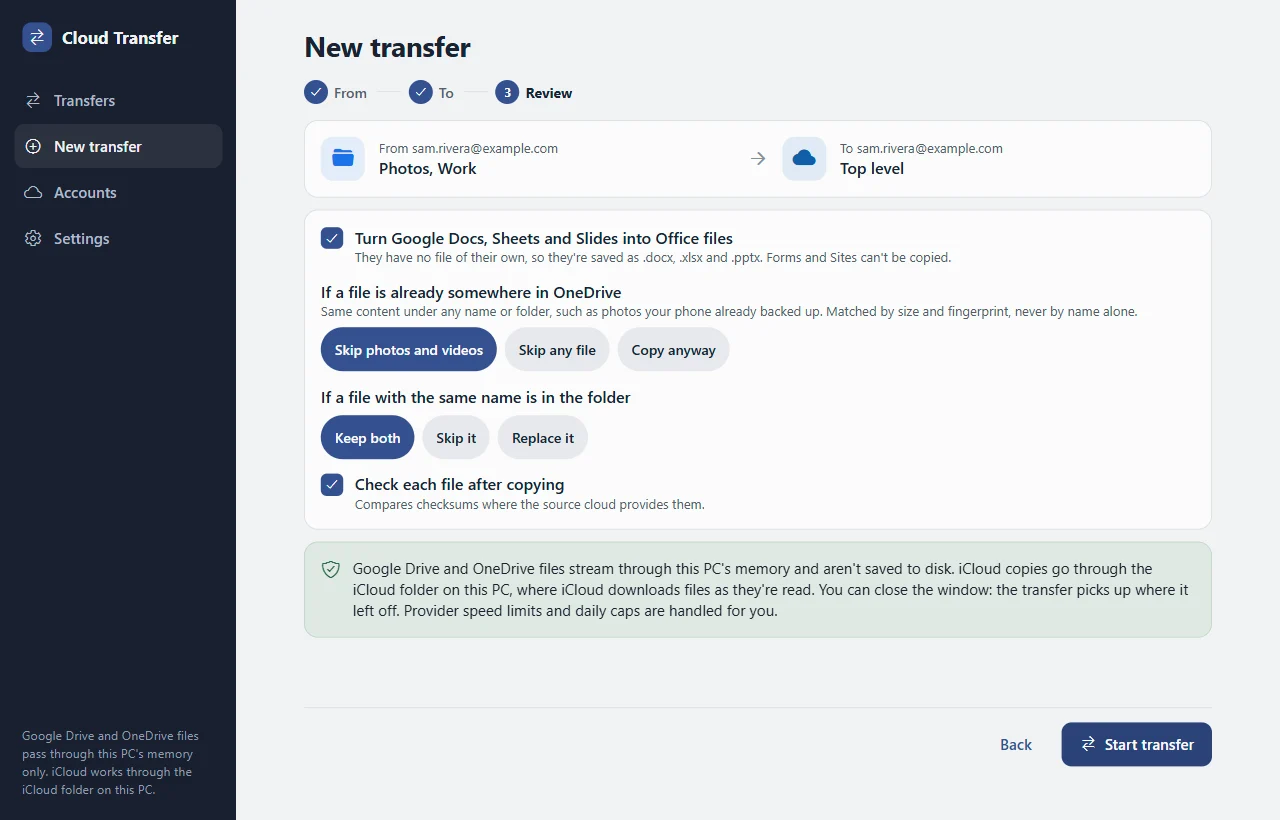 Cloud Transfer
Transfers
New transfer
Accounts
Settings
Google Drive and OneDrive files
pass through this PC's memory
only. iCloud works through the
iCloud folder on this PC.
New transfer
From
To
3 Review
From sam.rivera@example.com
Photos, Work
To sam.rivera@example.com
Top level
Turn Google Docs, Sheets and Slides into Office files
They have no file of their own, so they're saved as .docx, .xlsx and .pptx. Forms and Sites can't be copied.
If a file is already somewhere in OneDrive
Same content under any name or folder, such as photos your phone already backed up. Matched by size and fingerprint, never by name alone.
Skip photos and videos Skip any file Copy anyway
If a file with the same name is in the folder
Keep both Skip it Replace it
Check each file after copying
Compares checksums where the source cloud provides them.
Google Drive and OneDrive files stream through this PC's memory and aren't saved to disk. iCloud copies go through the
iCloud folder on this PC, where iCloud downloads files as they're read. You can close the window: the transfer picks up where it
left off. Provider speed limits and daily caps are handled for you.
Back
Start transfer